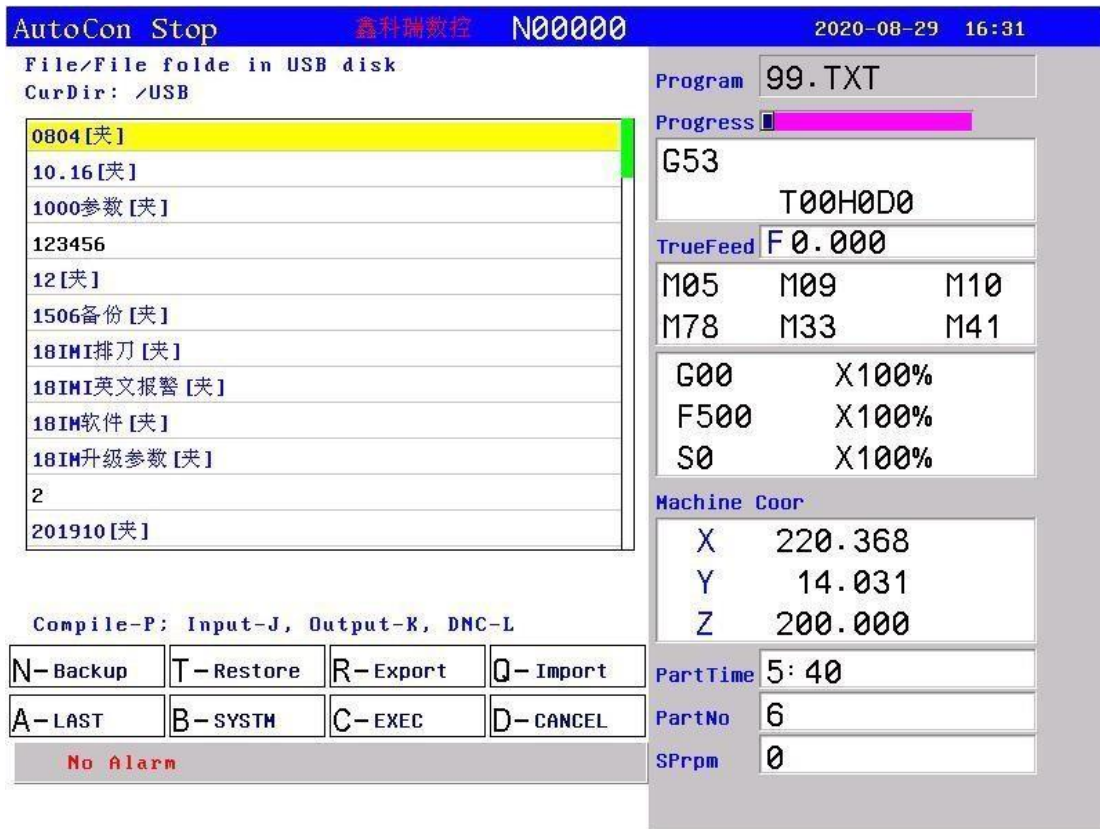 AutoCon Stop 鑫科瑞数控 N00000 2020-08-29 16:31
File/File folde in USB disk
CurDir: /USB
0804[夹]
10.16[夹]
1000参数[夹]
123456
12[夹]
1506备份[夹]
18IMI排刀[夹]
18IMI英文报警[夹]
18IM软件[夹]
18IM升级参数[夹]
2
201910[夹]
Compile-P; Input-J, Output-K, DNC-L
N-Backup T-Restore R-Export Q-Import
A-LAST B-SYSTM C-EXEC D-CANCEL
No Alarm
Program 99.TXT
Progress
G53
T00H0D0
TrueFeed F 0.000
M05 M09 M10
M78 M33 M41
G00 X100%
F500 X100%
S0 X100%
Machine Coor
X 220.368
Y 14.031
Z 200.000
PartTime 5:40
PartNo 6
SPrpm 0